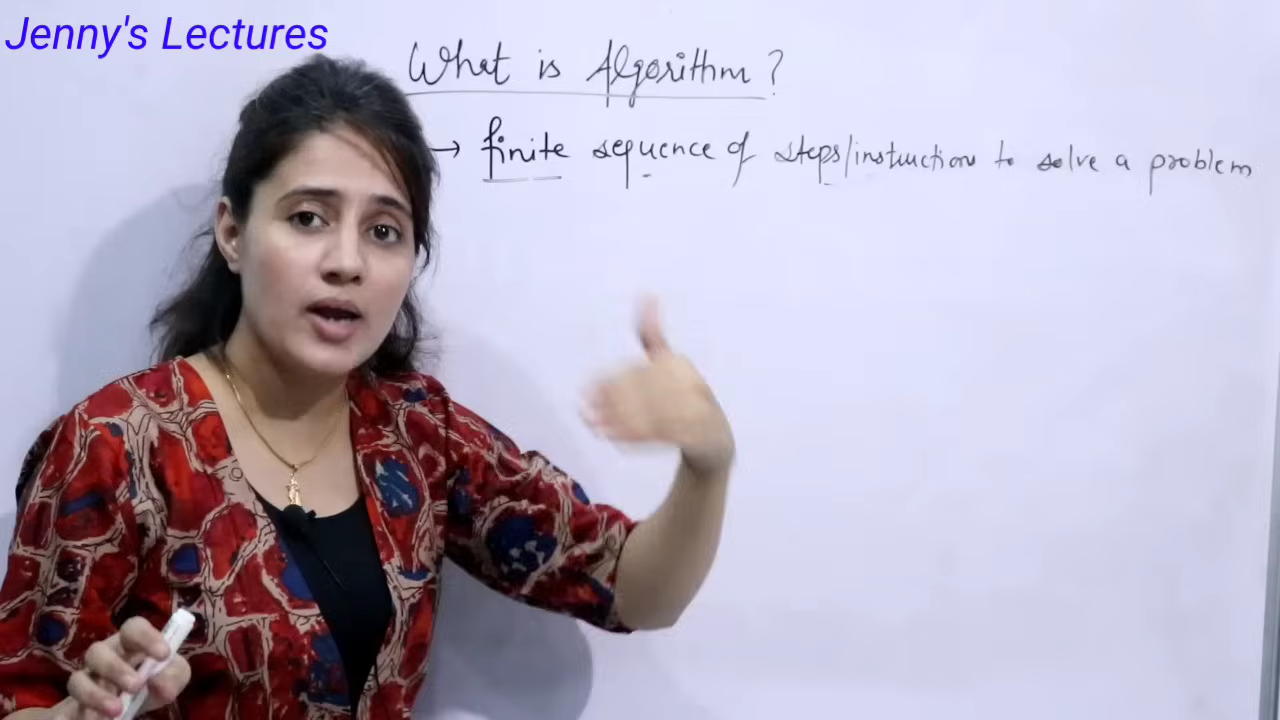 Jenny's Lectures
What is Algorithm?
→ finite sequence of steps/instructions to solve a problem